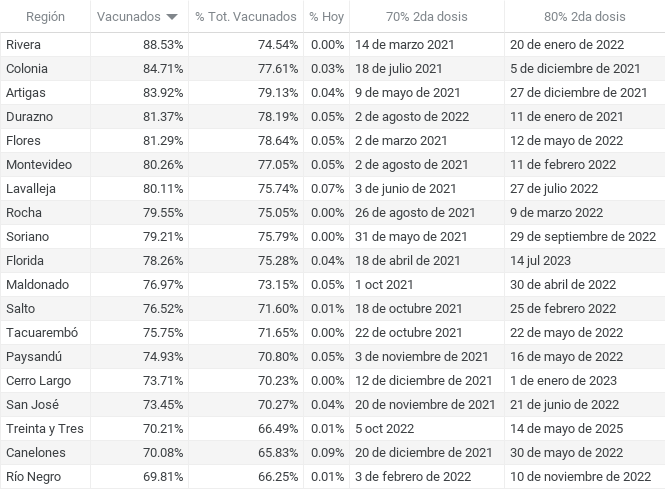 Región Vacunados % Tot. Vacunados % Hoy 70% 2da dosis 80% 2da dosis
Rivera 88.53% 74.54% 0.00% 14 de marzo 2021 20 de enero de 2022
Colonia 84.71% 77.61% 0.03% 18 de julio 2021 5 de diciembre de 2021
Artigas 83.92% 79.13% 0.04% 9 de mayo de 2021 27 de diciembre de 2021
Durazno 81.37% 78.19% 0.05% 2 de agosto de 2022 11 de enero de 2021
Flores 81.29% 78.64% 0.05% 2 de marzo 2021 12 de mayo de 2022
Montevideo 80.26% 77.05% 0.05% 2 de agosto de 2021 11 de febrero 2022
Lavalleja 80.11% 75.74% 0.07% 3 de junio de 2021 27 de julio 2022
Rocha 79.55% 75.05% 0.00% 26 de agosto de 2021 9 de marzo 2022
Soriano 79.21% 75.79% 0.00% 31 de mayo de 2021 29 de septiembre de 2022
Florida 78.26% 75.28% 0.04% 18 de abril de 2021 14 jul 2023
Maldonado 76.97% 73.15% 0.05% 1 oct 2021 30 de abril de 2022
Salto 76.52% 71.60% 0.01% 18 de octubre 2021 25 de febrero 2022
Tacuarembó 75.75% 71.65% 0.00% 22 de octubre 2021 22 de mayo de 2022
Paysandú 74.93% 70.80% 0.05% 3 de noviembre de 2021 16 de mayo de 2022
Cerro Largo 73.71% 70.23% 0.00% 12 de diciembre de 2021 1 de enero de 2023
San José 73.45% 70.27% 0.04% 20 de noviembre de 2021 21 de junio de 2022
Treinta y Tres 70.21% 66.49% 0.01% 5 oct 2022 14 de mayo de 2025
Canelones 70.08% 65.83% 0.09% 20 de diciembre de 2021 30 de mayo de 2022
Río Negro 69.81% 66.25% 0.01% 3 de febrero de 2022 10 de noviembre de 2022